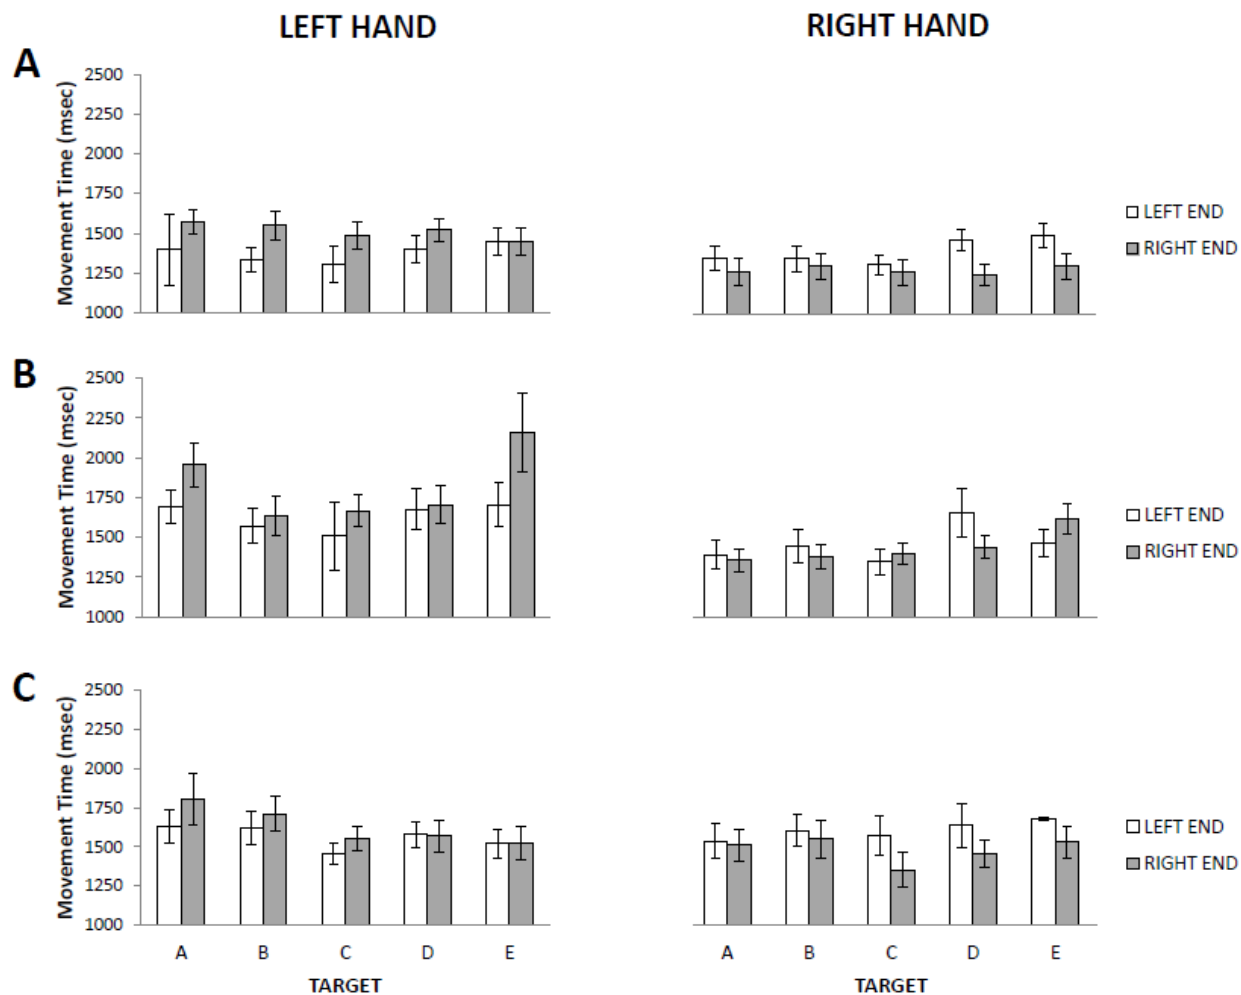 LEFT HAND
RIGHT HAND
A
Movement Time (msec)
2500
2250
2000
1750
1500
1250
1000
LEFT END
RIGHT END
B
Movement Time (msec)
2500
2250
2000
1750
1500
1250
1000
LEFT END
RIGHT END
C
Movement Time (msec)
2500
2250
2000
1750
1500
1250
1000
LEFT END
RIGHT END
A B C D E
TARGET
A B C D E
TARGET